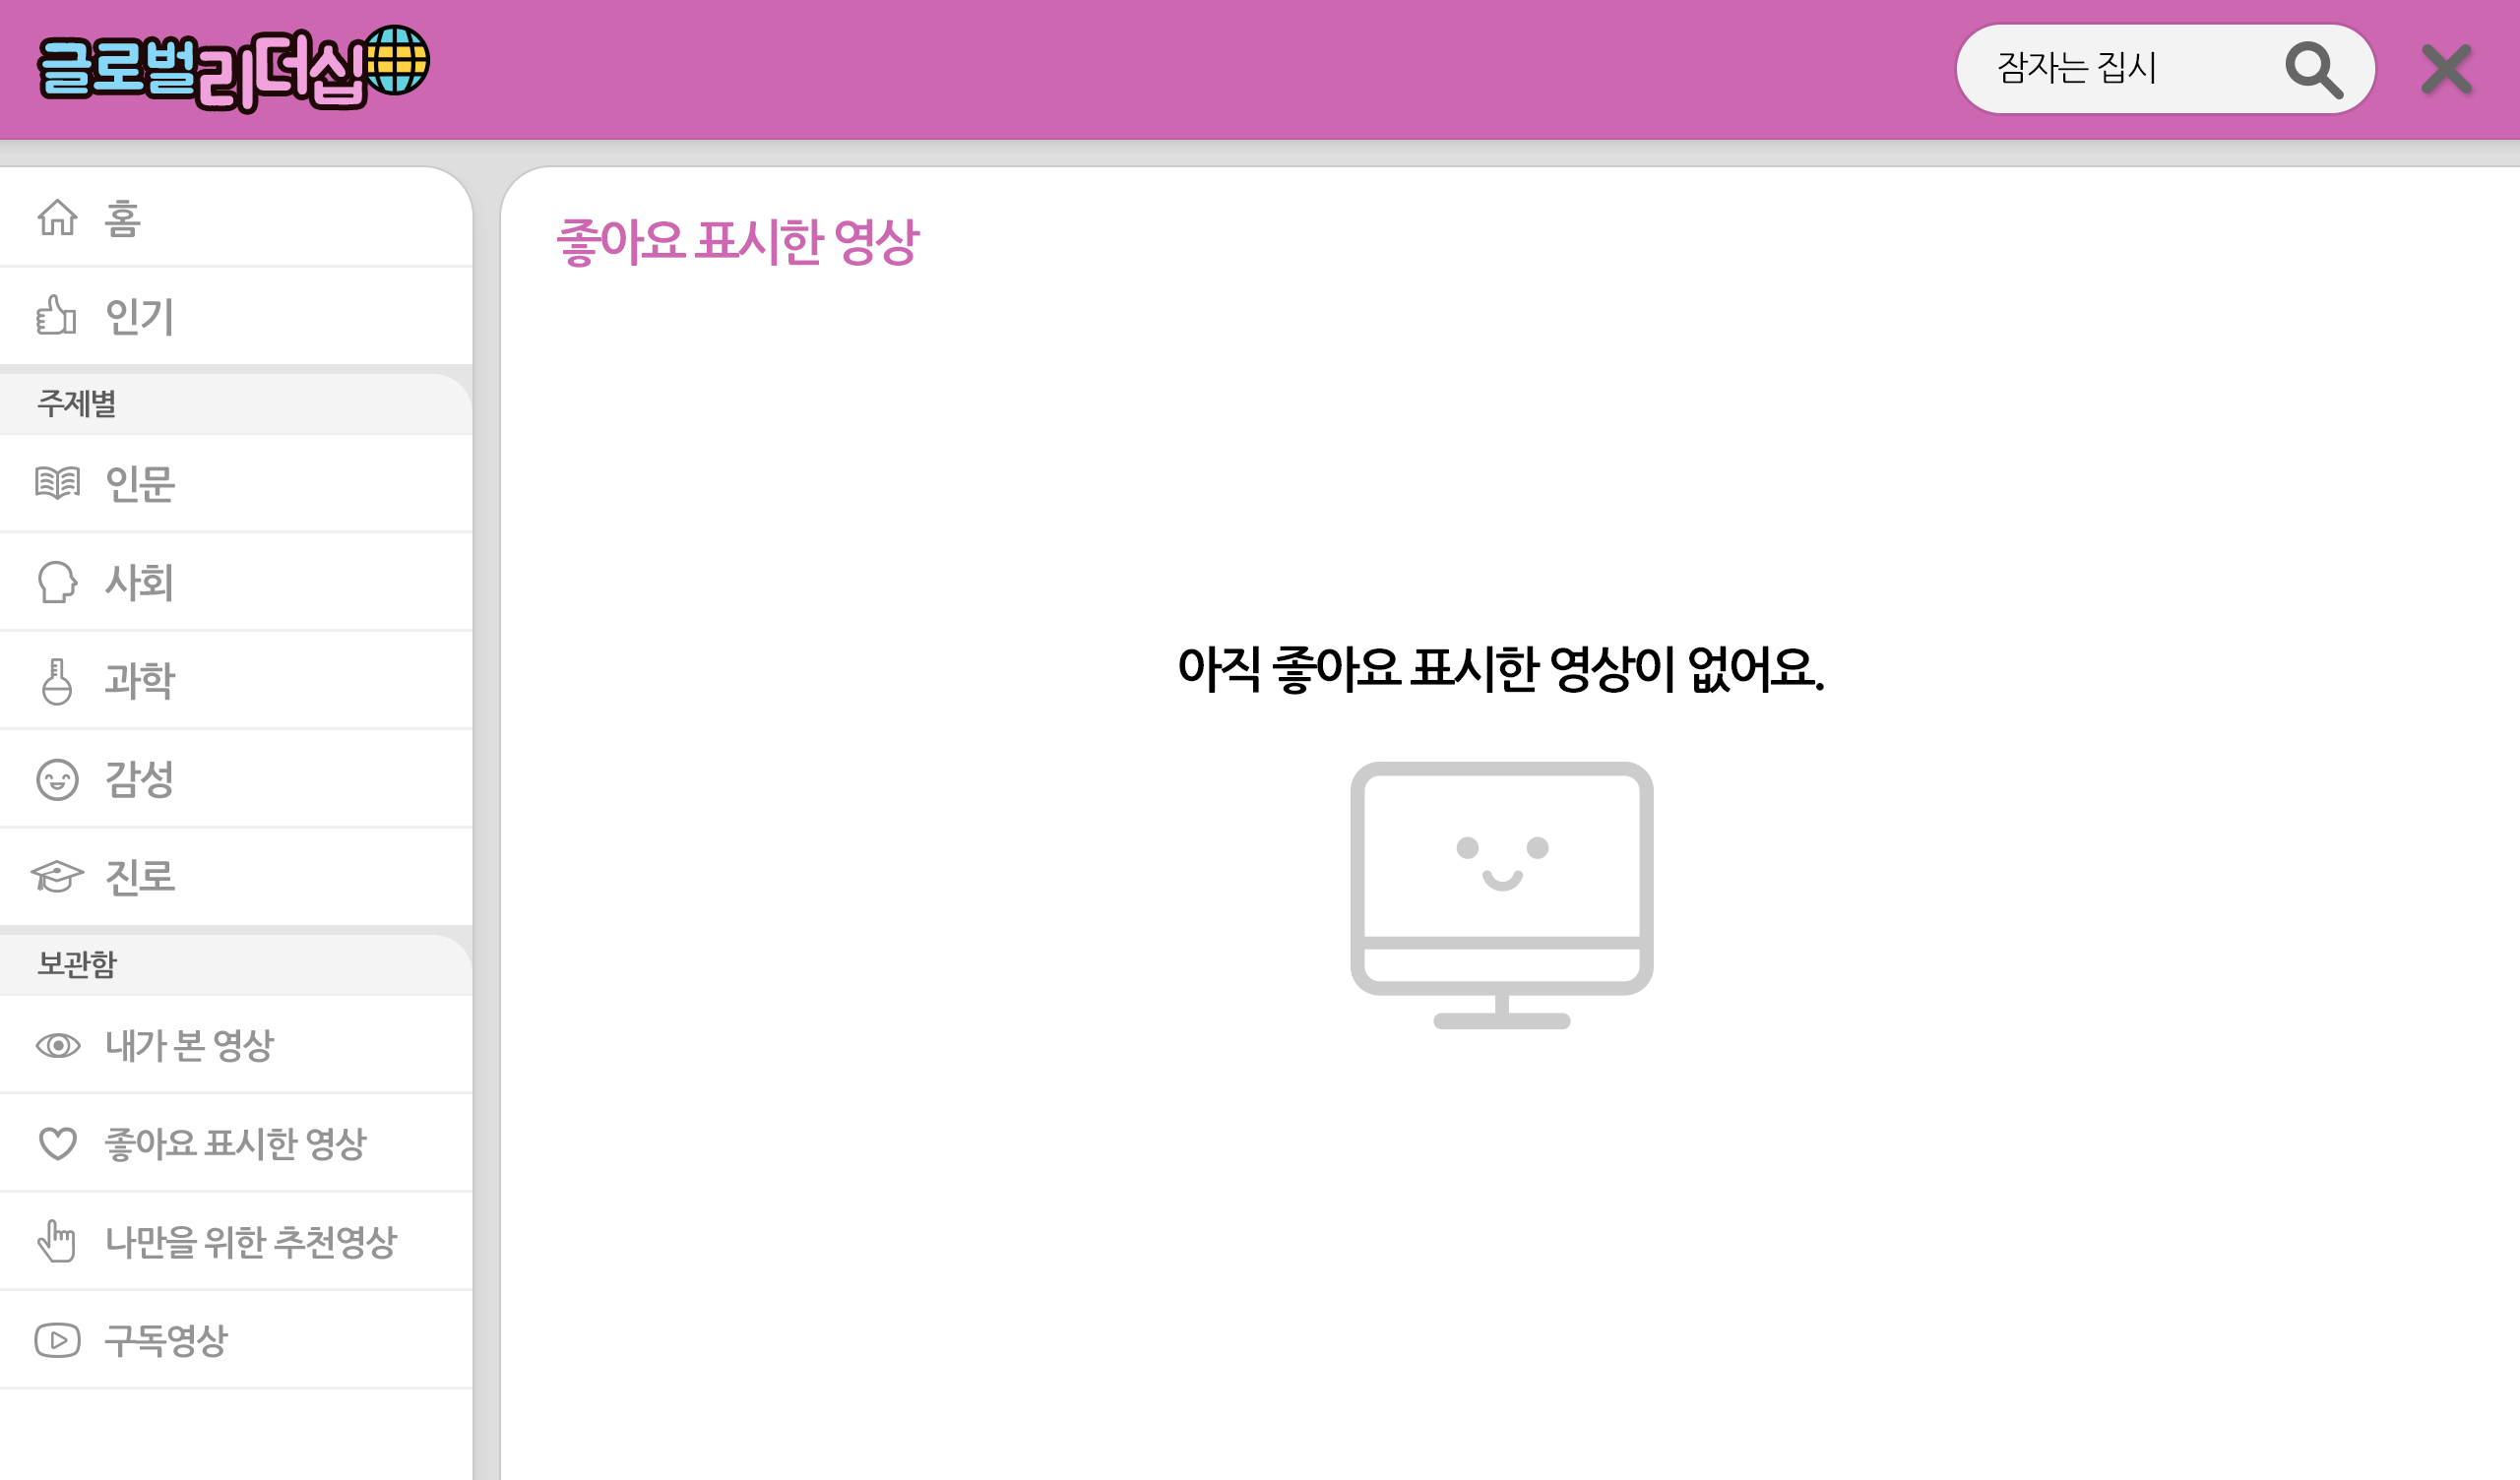 글로벌리더십
잠자는 집시
홈
인기
주제별
인문
사회
과학
감성
진로
보관함
내가 본 영상
좋아요 표시한 영상
나만을 위한 추천영상
구독영상
좋아요 표시한 영상
아직 좋아요 표시한 영상이 없어요.